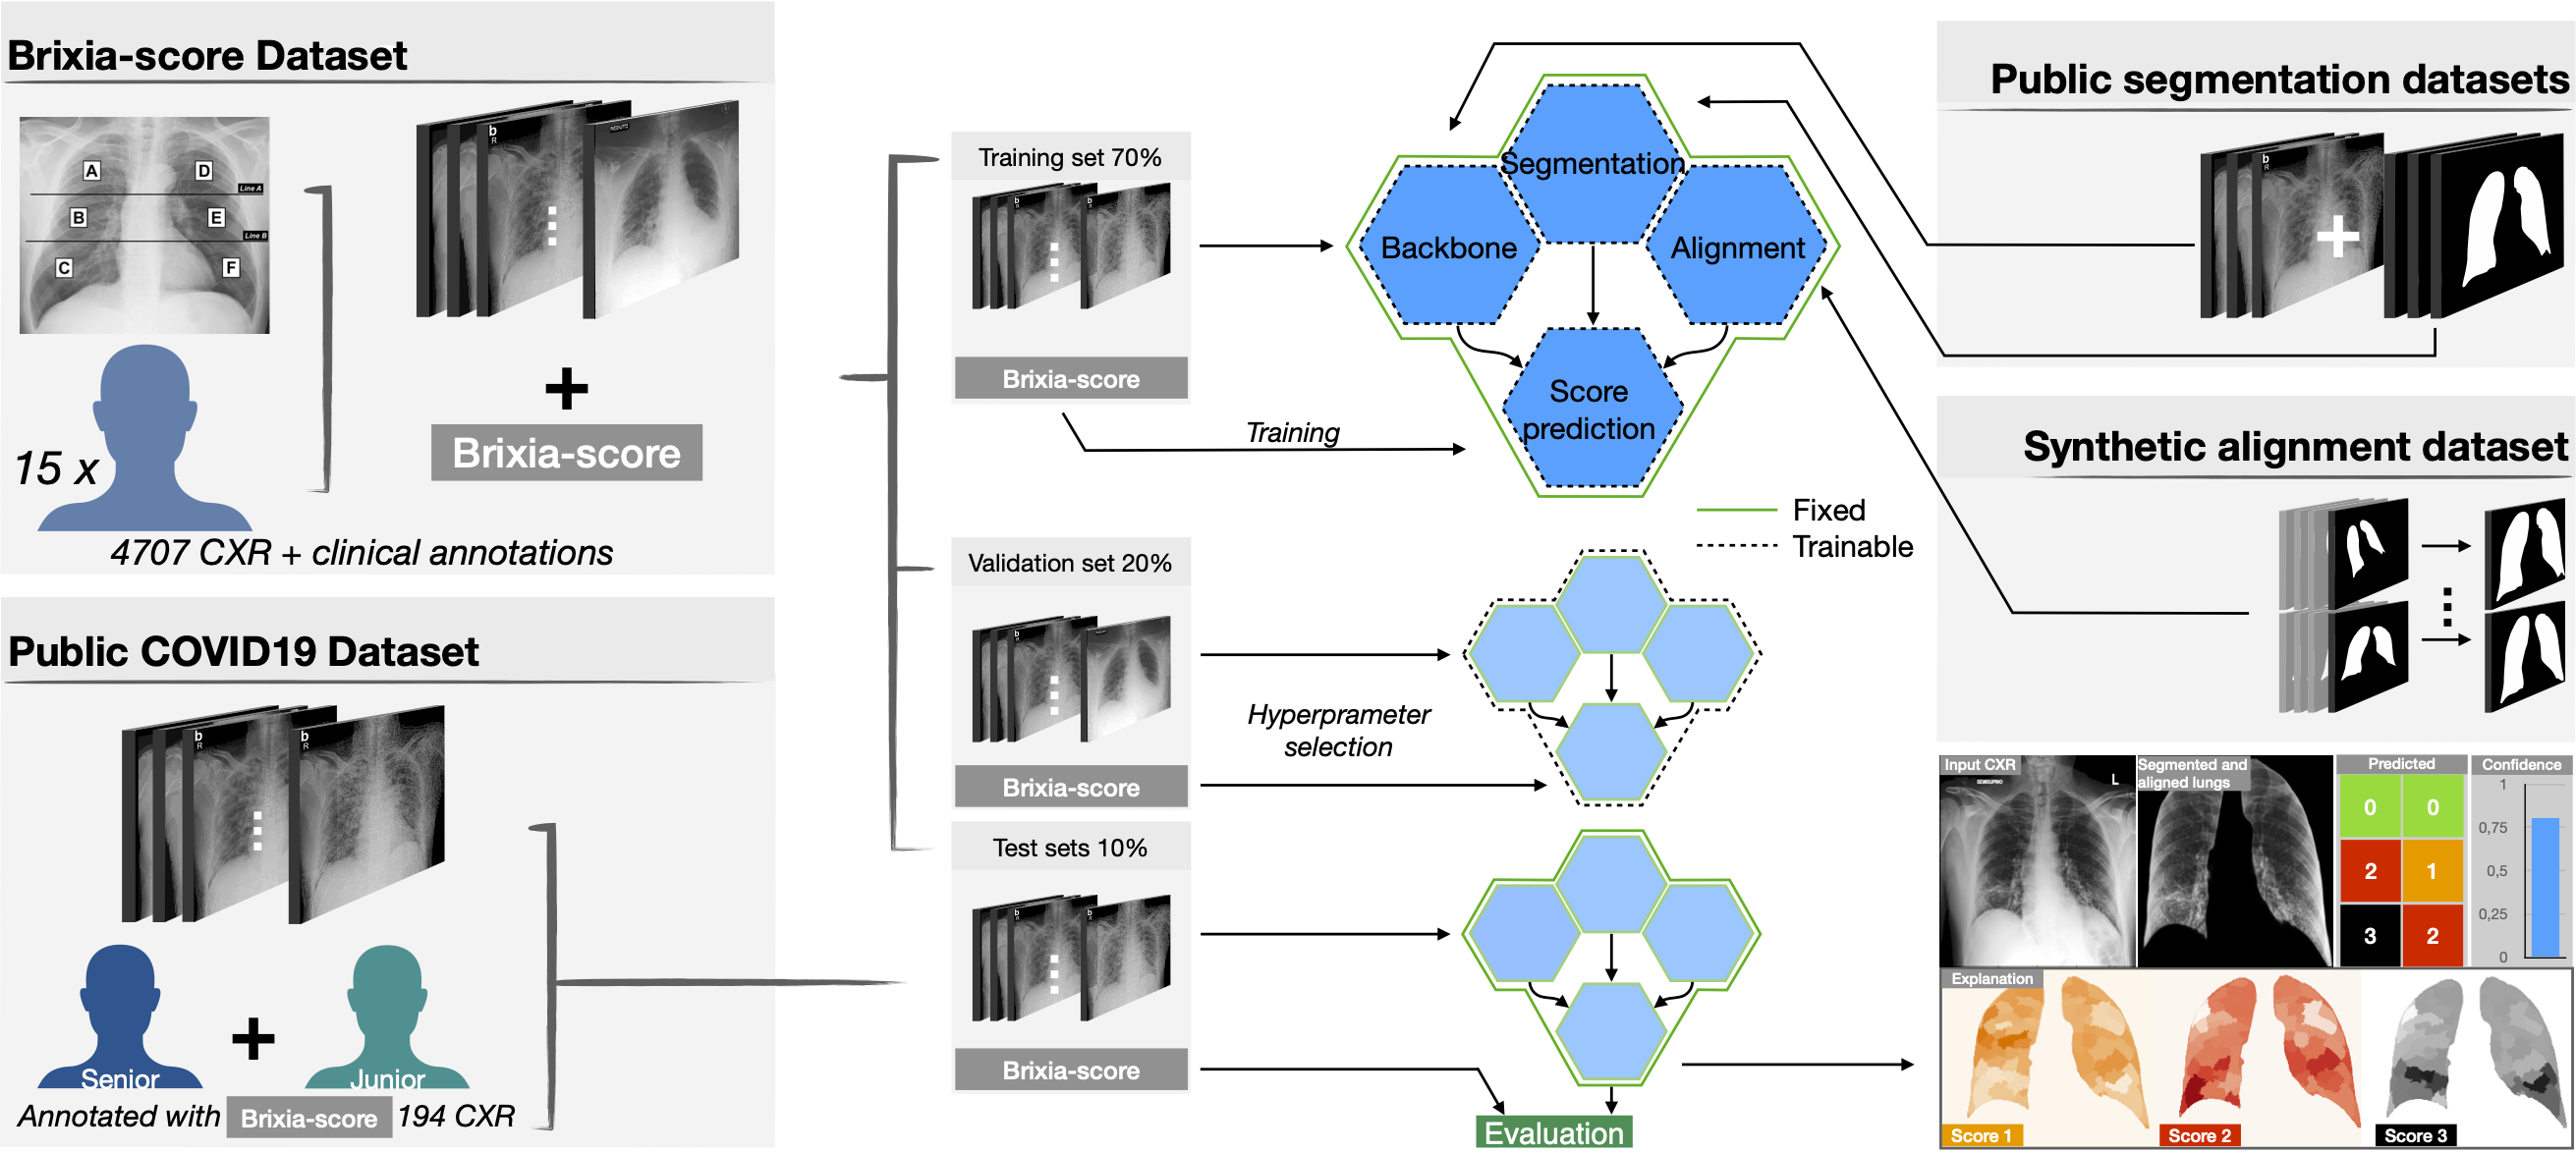 Brixia-score Dataset
A
D
Line A
B
E
Line B
C
F
b
R
15 x
+
Brixia-score
4707 CXR + clinical annotations
Public COVID19 Dataset
b
R
b
R
Senior
+
Junior
Annotated with Brixia-score 194 CXR
Training set 70%
b
R
b
Brixia-score
Training
Validation set 20%
b
R
Brixia-score
Hyperprameter
selection
Test sets 10%
b
R
b
Brixia-score
Segmentation
Backbone
Alignment
Score
prediction
Fixed
Trainable
Evaluation
Public segmentation datasets
b
R
+
Synthetic alignment dataset
Input CXR
L
Segmented and
aligned lungs
Predicted
0 0
2 1
3 2
Confidence
1
0,75
0,5
0,25
0
Explanation
Score 1
Score 2
Score 3